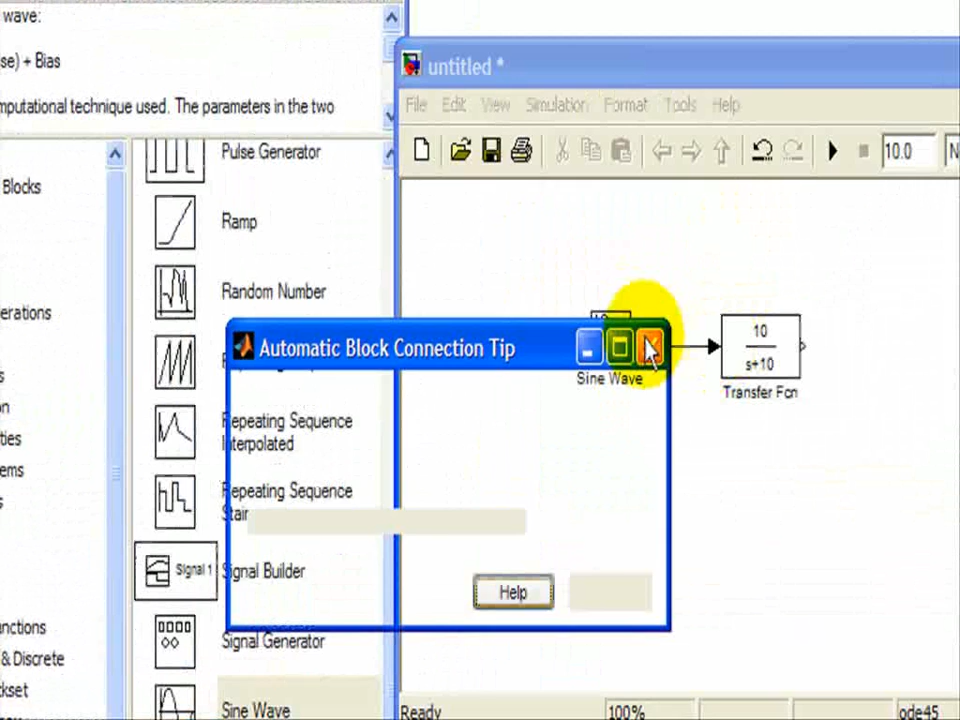 wave:
se) + Bias
mputational technique used. The parameters in the two
Blocks
erations
s
on
ties
ems
s
unctions
& Discrete
ckset
Pulse Generator
Ramp
Random Number
Repeating Sequence
Interpolated
Repeating Sequence
Stair
Signal 1
Signal Builder
Signal Generator
Sine Wave
untitled *
File Edit View Simulation Format Tools Help
10.0
N
Automatic Block Connection Tip
Sine Wave
10
s+10
Transfer Fcn
Help
Ready 100% ode45